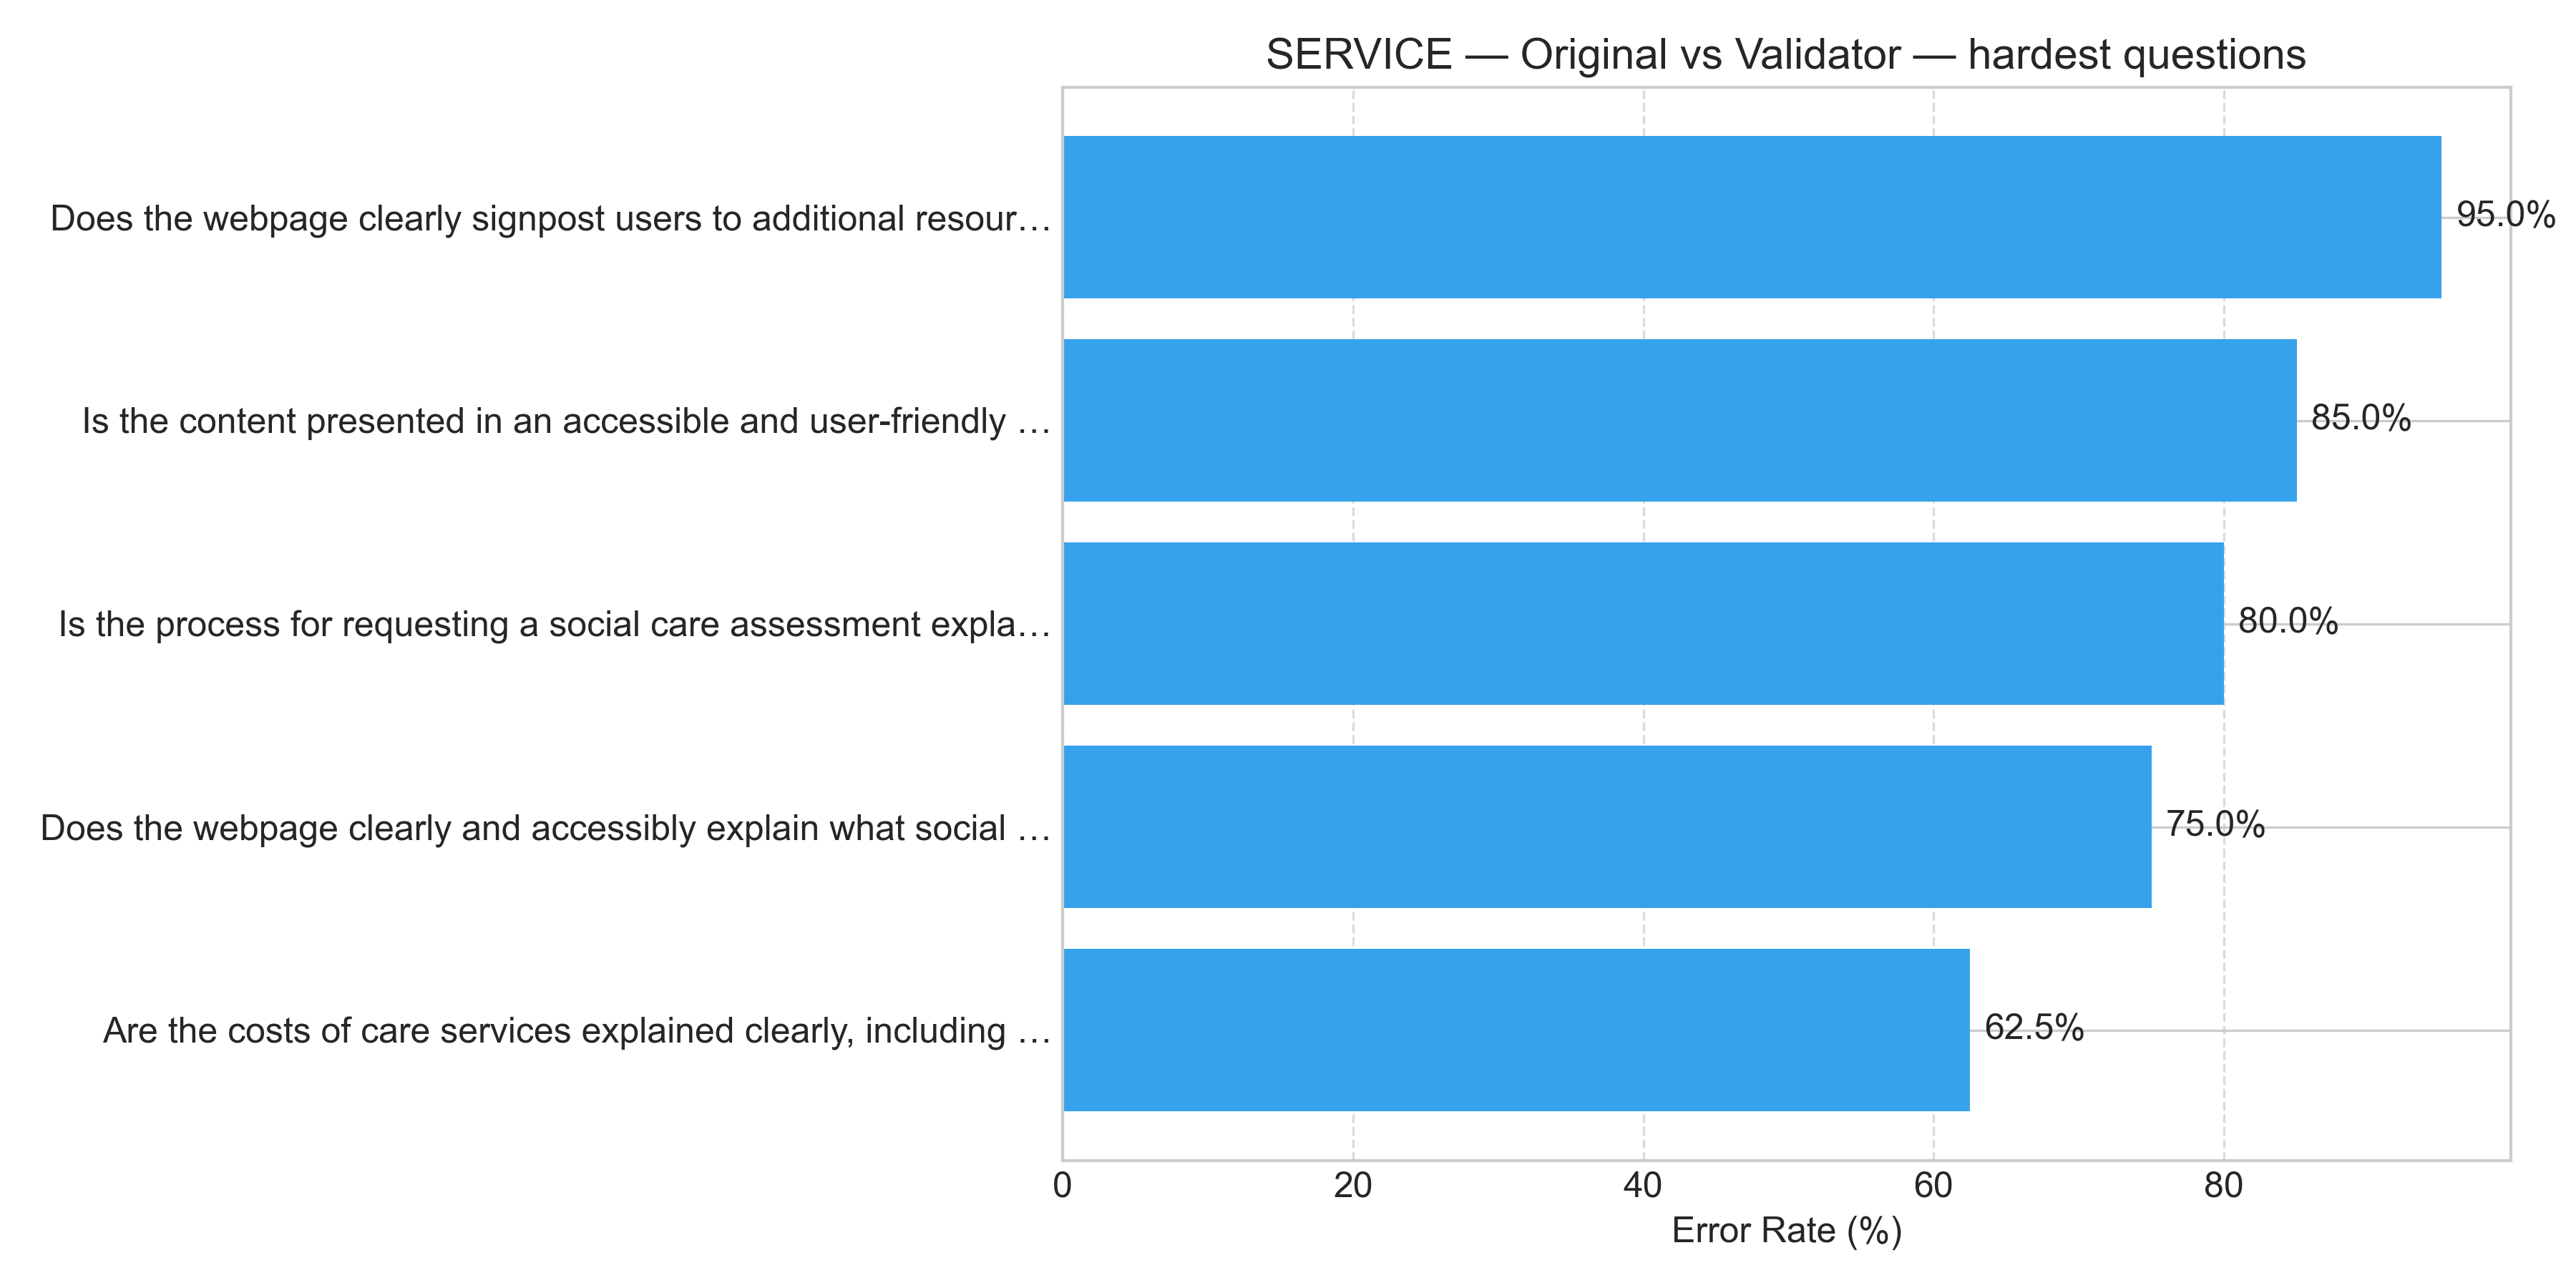 SERVICE — Original vs Validator — hardest questions
Does the webpage clearly signpost users to additional resour…
95.0%
Is the content presented in an accessible and user-friendly …
85.0%
Is the process for requesting a social care assessment expla…
80.0%
Does the webpage clearly and accessibly explain what social …
75.0%
Are the costs of care services explained clearly, including …
62.5%
0 20 40 60 80
Error Rate (%)